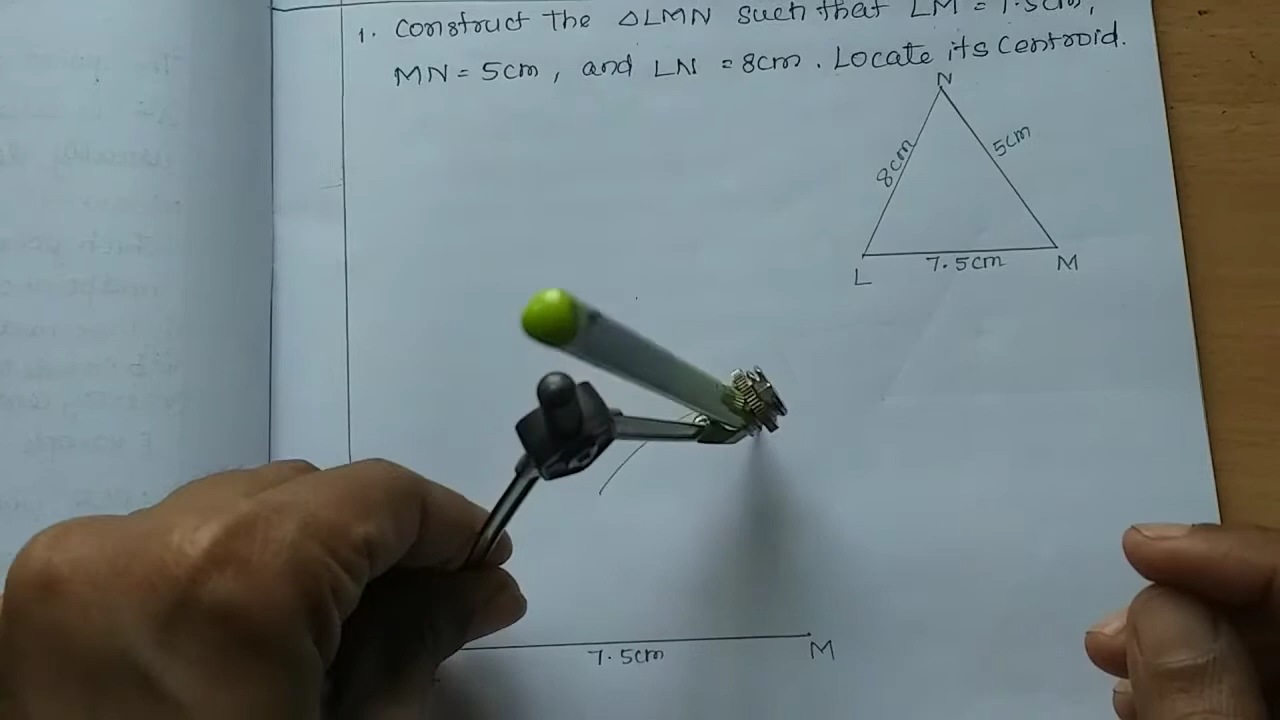 1. Construct the △LMN such that LM = 7.5cm,
MN = 5cm, and LN = 8cm. Locate its Centroid.
N
8cm
5cm
L
7.5cm
M
7.5cm
M